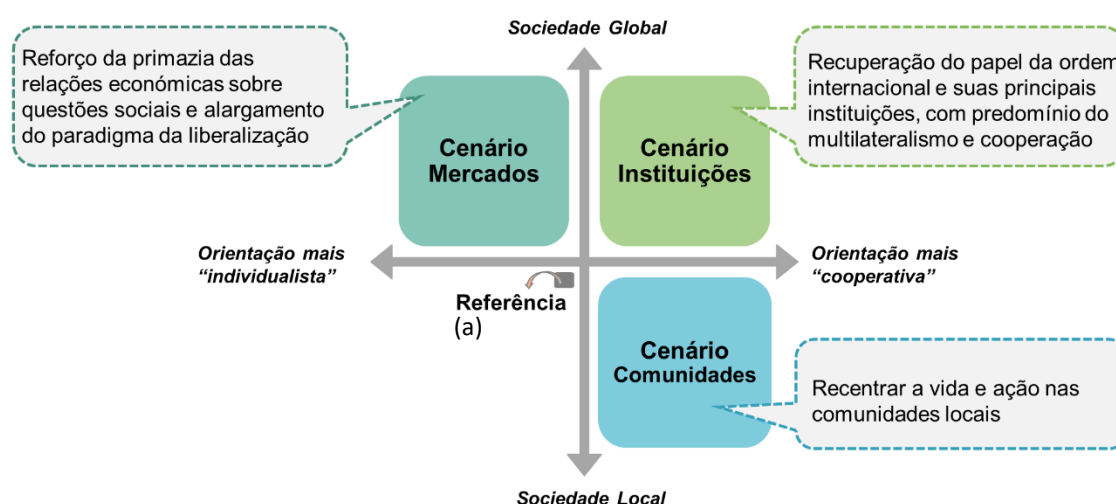 Sociedade Global
Reforço da primazia das
relações económicas sobre
questões sociais e alargamento
do paradigma da liberalização
Recuperação do papel da ordem
internacional e suas principais
instituições, com predomínio do
multilateralismo e cooperação
Cenário
Mercados
Cenário
Instituições
Orientação mais
“individualista”
Orientação mais
“cooperativa”
Referência
(a)
Cenário
Comunidades
Recentrar a vida e ação nas
comunidades locais
Sociedade Local